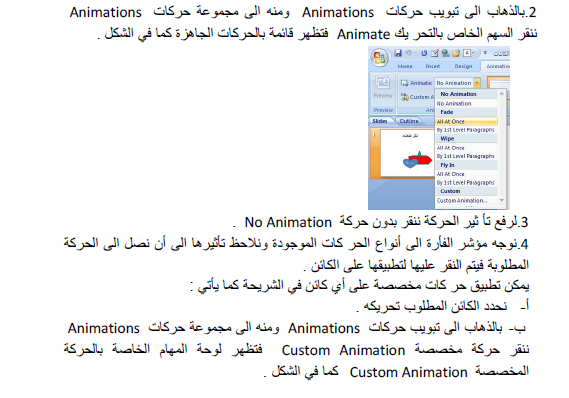 2.بالذهاب الى تبويب حركات Animations ومنه الى مجموعة حركات Animations
ننقر السهم الخاص بالتحر يك Animate فتظهر قائمة بالحركات الجاهزة كما في الشكل .
Home Insert Design Animation
Preview
Animate: No Animation
Custom A
Preview An
No Animation
No Animation
Fade
All At Once
By 1st Level Paragraphs
Wipe
All At Once
By 1st Level Paragraphs
Fly In
All At Once
By 1st Level Paragraphs
Custom
Custom Animation...
Slides Outline
3.لرفع تأ ثير الحركة ننقر بدون حركة No Animation .
4.نوجه مؤشر الفأرة الى أنواع الحر كات الموجودة ونلاحظ تأثيرها الى أن نصل الى الحركة
المطلوبة فيتم النقر عليها لتطبيقها على الكائن .
يمكن تطبيق حر كات مخصصة على أي كائن في الشريحة كما يأتي :
أ- نحدد الكائن المطلوب تحريكه .
ب- بالذهاب الى تبويب حركات Animations ومنه الى مجموعة حركات Animations
ننقر حركة مخصصة Custom Animation فتظهر لوحة المهام الخاصة بالحركة
المخصصة Custom Animation كما في الشكل .